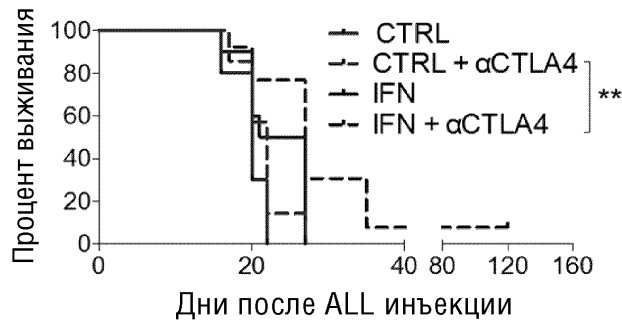 Процент выживания
100
80
60
40
20
0
CTRL
CTRL + αCTLA4
IFN
IFN + αCTLA4
**
0 20 40 80 120 160
Дни после ALL инъекции